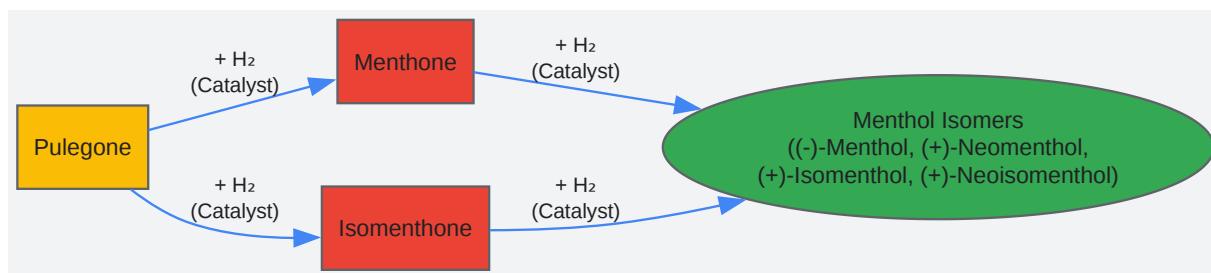 + H₂
(Catalyst)
Menthone
+ H₂
(Catalyst)
Pulegone
Menthol Isomers
((-)-Menthol, (+)-Neomenthol,
(+)-Isomenthol, (+)-Neoisomenthol)
+ H₂
(Catalyst)
Isomenthone
+ H₂
(Catalyst)